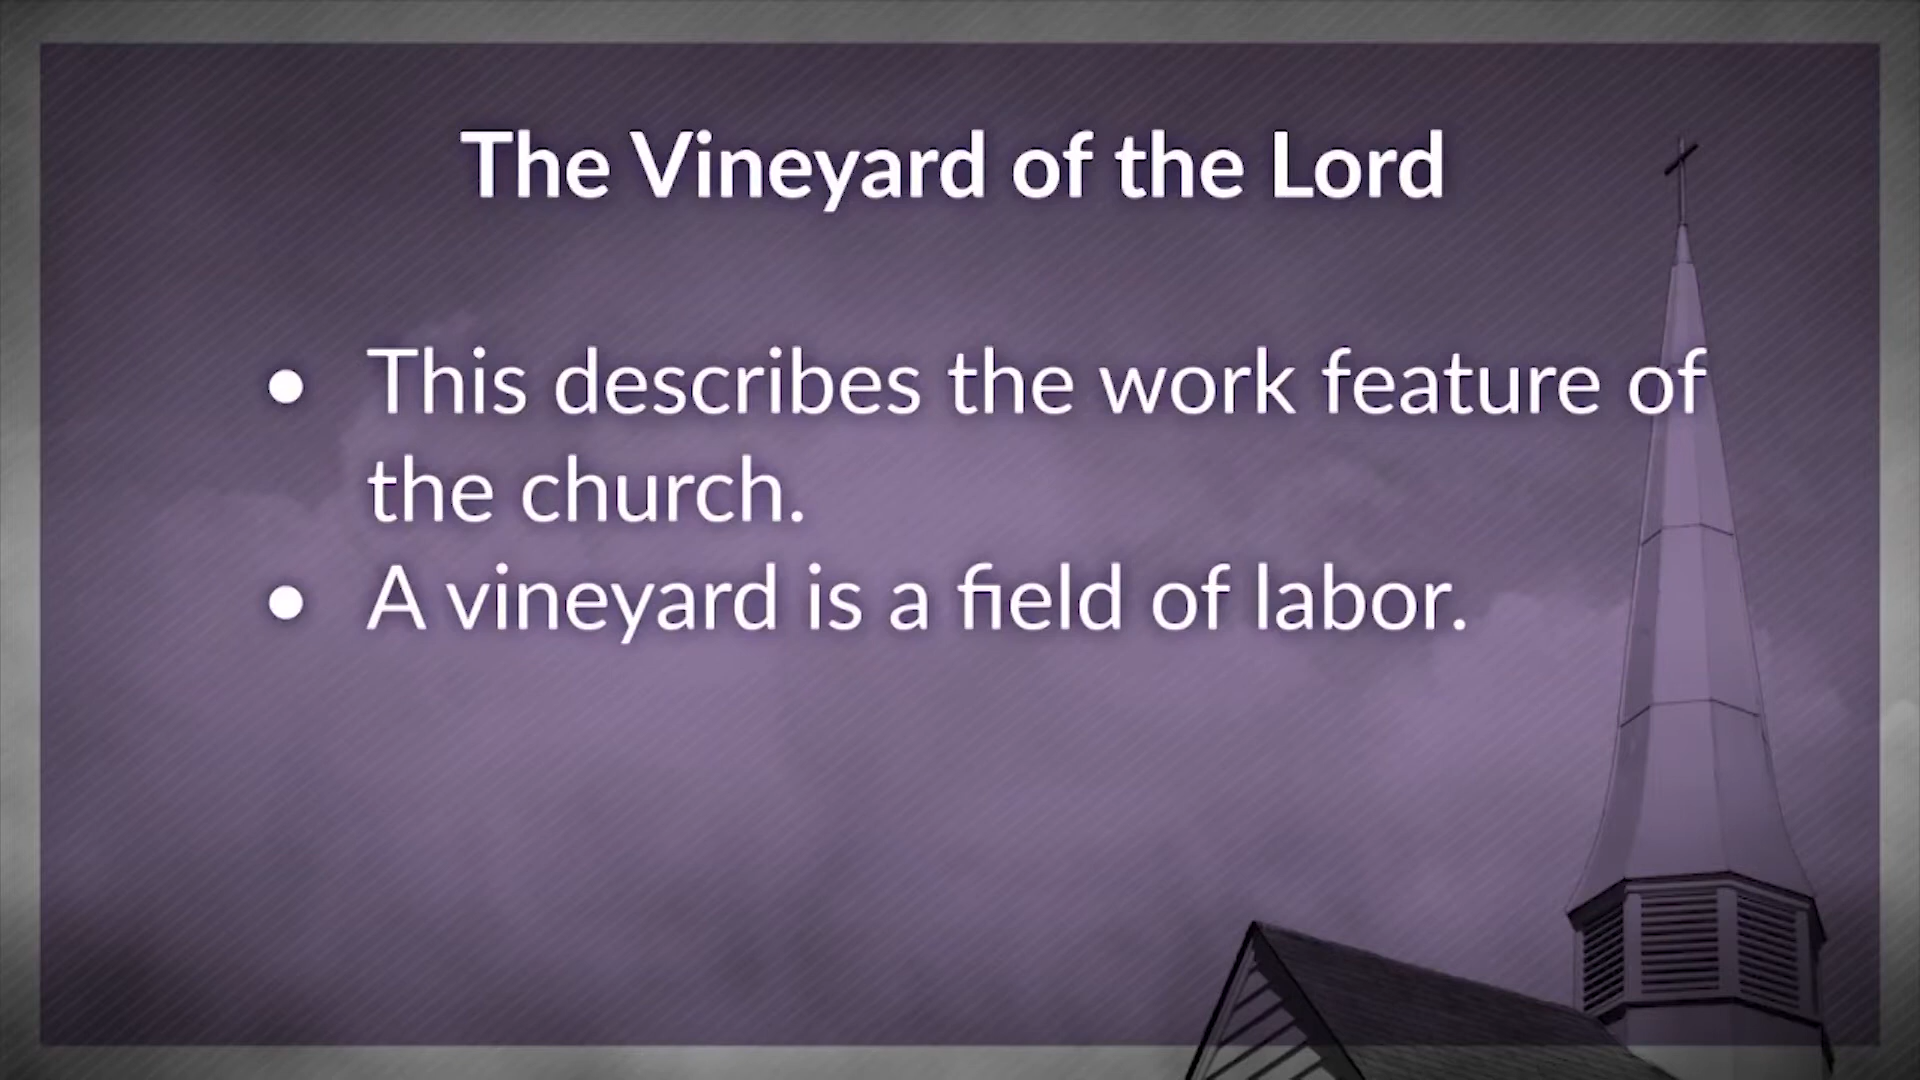 The Vineyard of the Lord
● This describes the work feature of
the church.
● A vineyard is a field of labor.